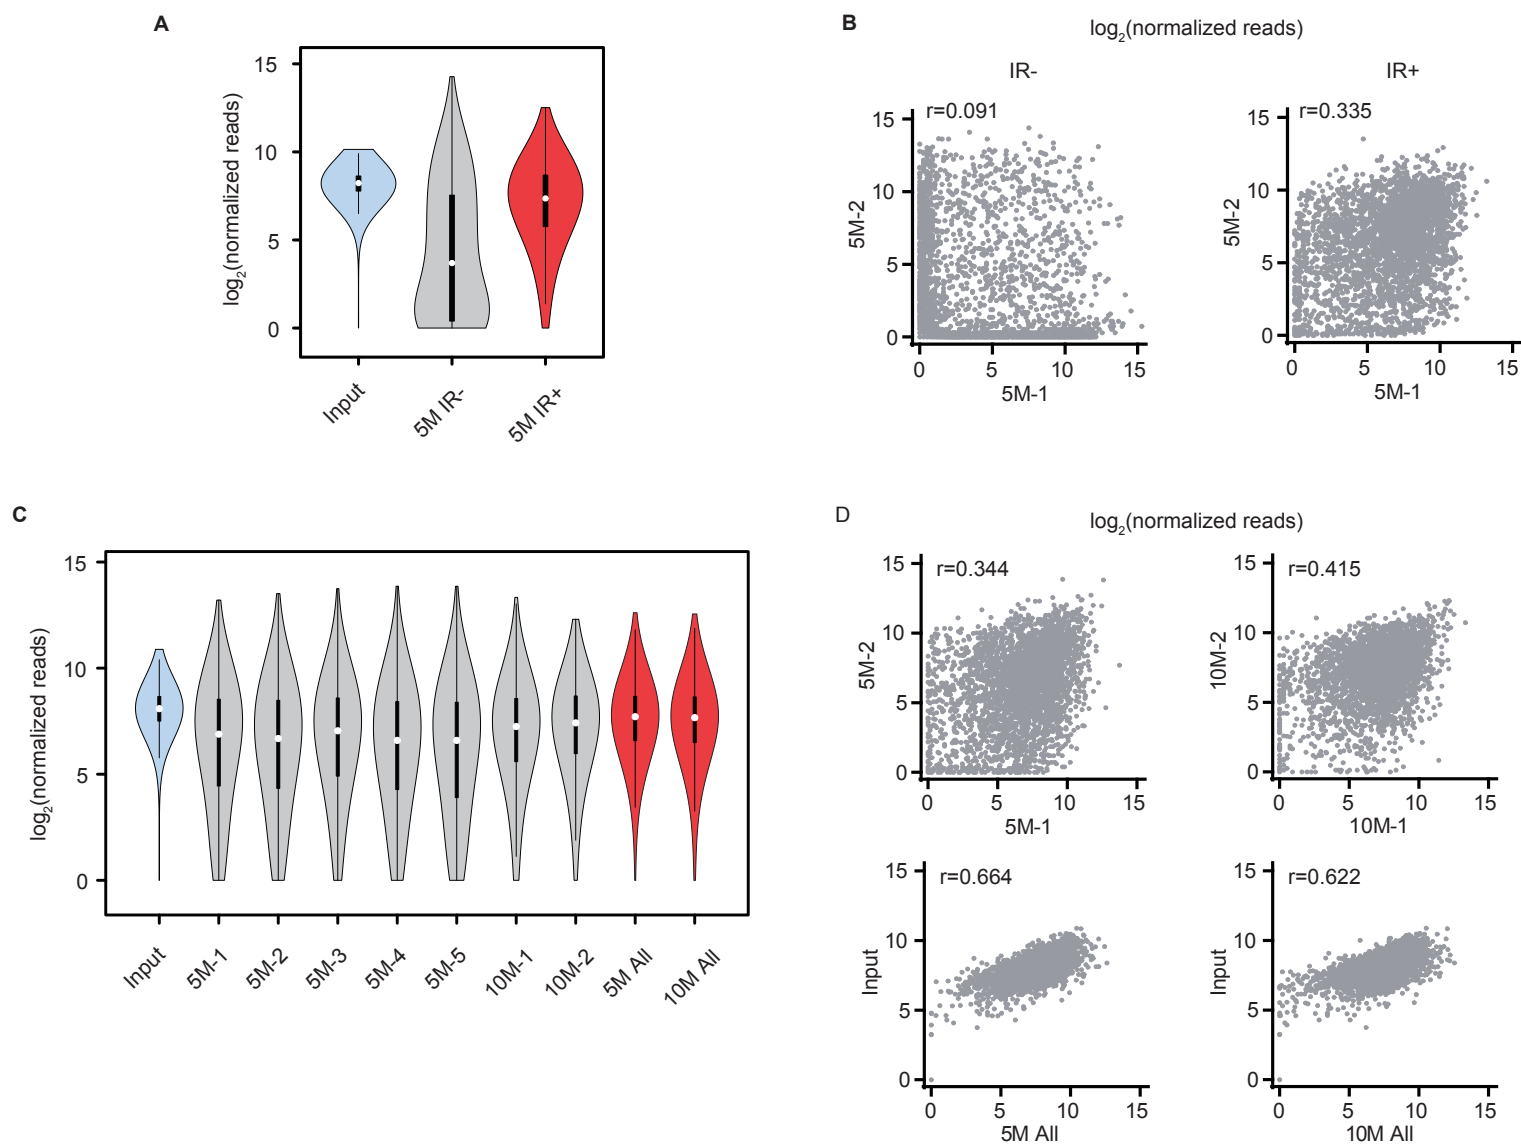 A
log2(normalized reads)
15
10
5
0
Input
5M IR-
5M IR+
B
log2(normalized reads)
IR-
r=0.091
5M-2
15
10
5
0
0 5 10 15
5M-1
IR+
r=0.335
5M-2
15
10
5
0
0 5 10 15
5M-1
C
log2(normalized reads)
15
10
5
0
Input
5M-1
5M-2
5M-3
5M-4
5M-5
10M-1
10M-2
5M All
10M All
D
log2(normalized reads)
r=0.344
5M-2
15
10
5
0
0 5 10 15
5M-1
r=0.415
10M-2
15
10
5
0
0 5 10 15
10M-1
r=0.664
Input
15
10
5
0
0 5 10 15
5M All
r=0.622
Input
15
10
5
0
0 5 10 15
10M All